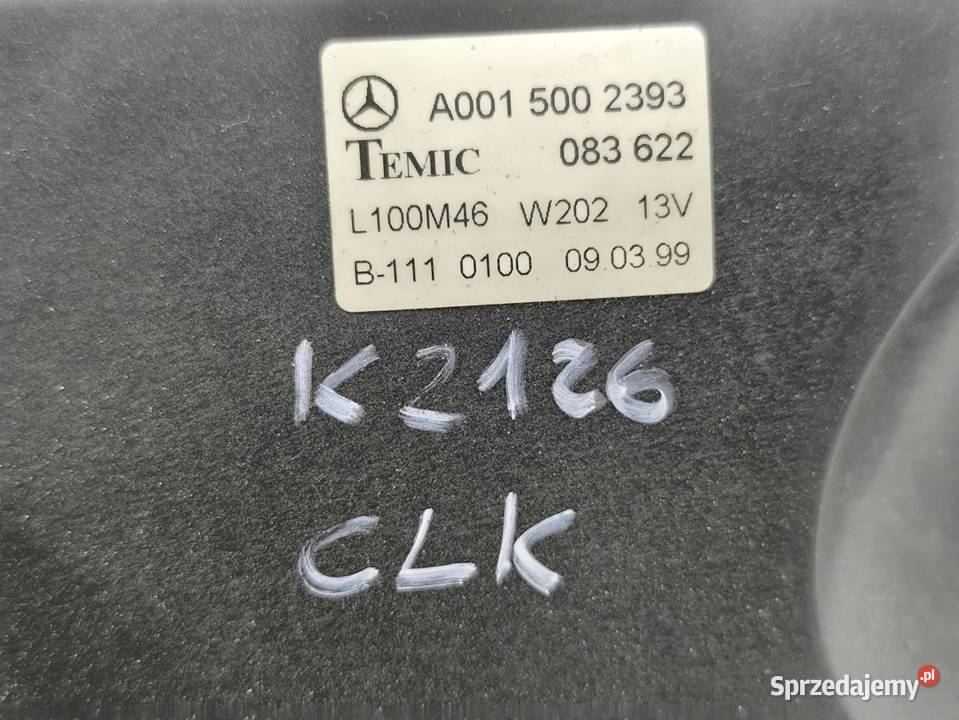 A001 500 2393
TEMIC 083 622
L100M46 W202 13V
B-111 0100 09.03.99
K2126
CLK
Sprzedajemy.pl